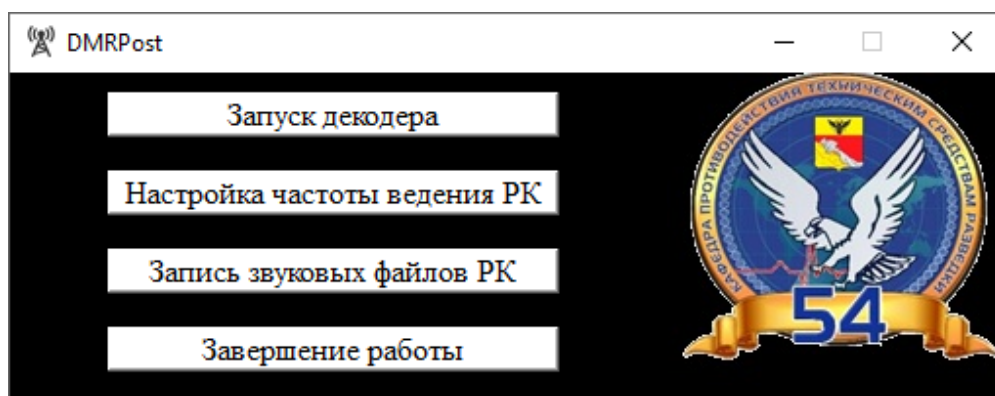 DMRPost
Запуск декодера
Настройка частоты ведения РК
Запись звуковых файлов РК
Завершение работы
КАФЕДРА ПРОТИВОДЕЙСТВИЯ ТЕХНИЧЕСКИМ СРЕДСТВАМ РАЗВЕДКИ
54